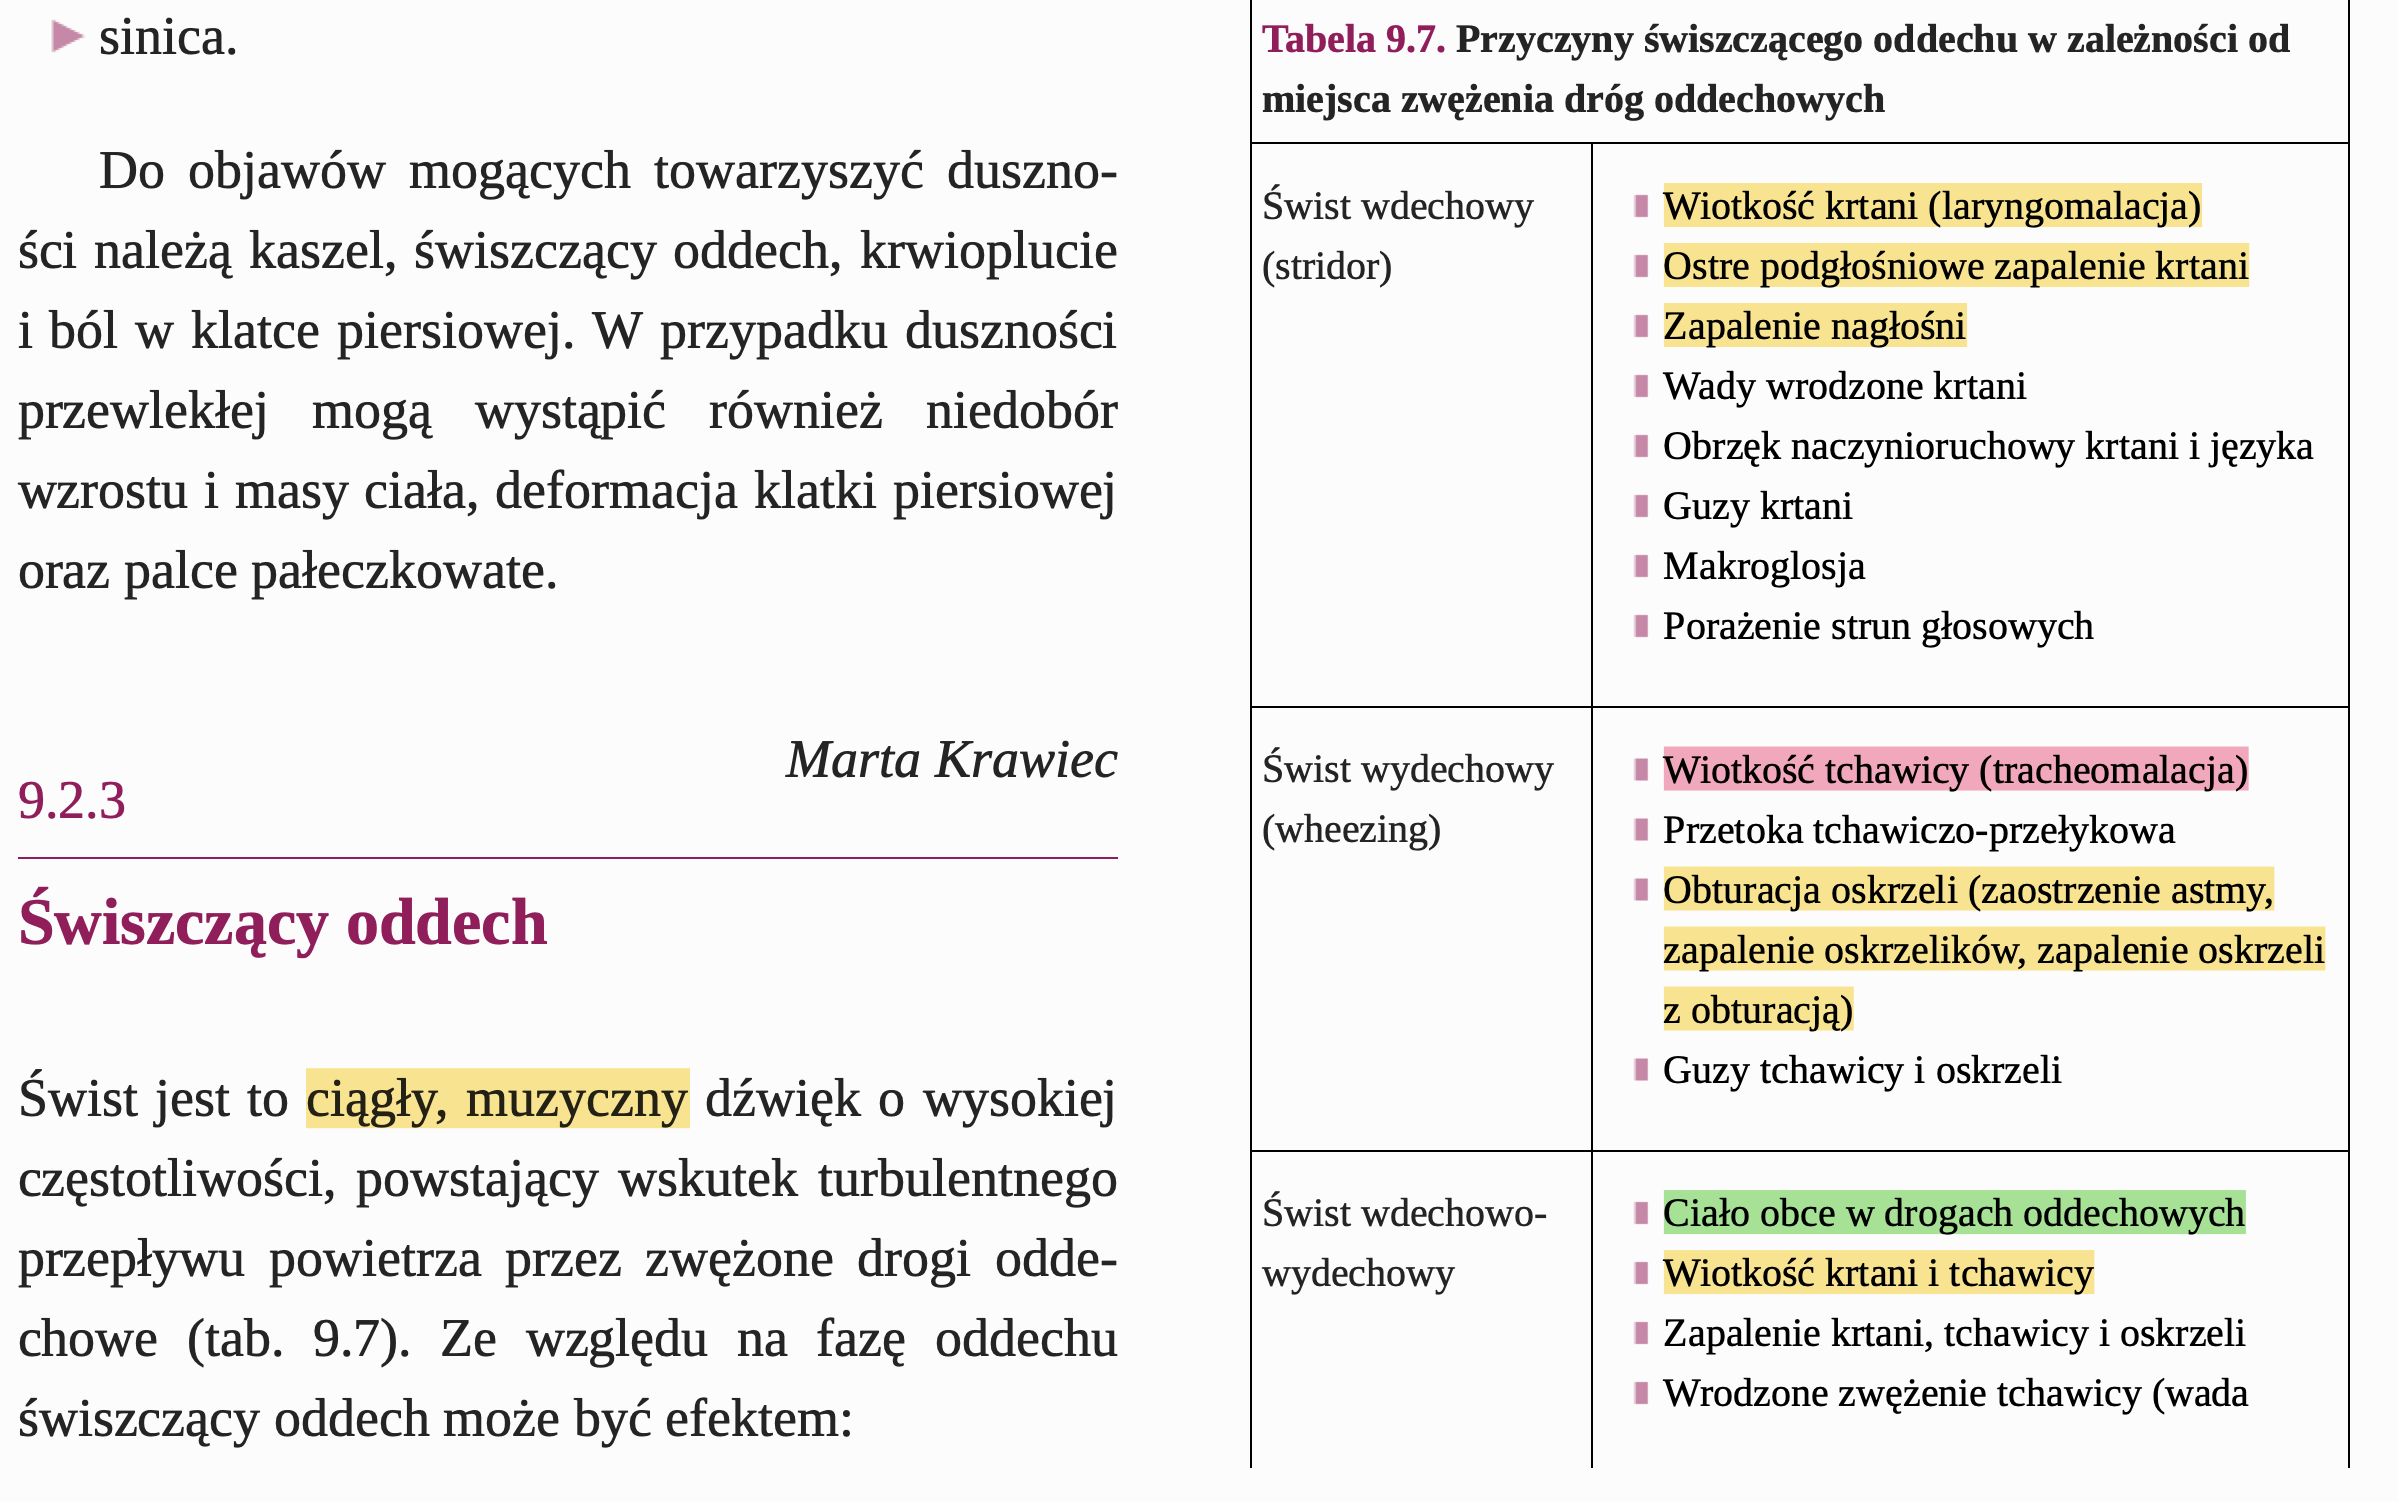 sinica.
Do objawów mogących towarzyszyć duszno-
ści należą kaszel, świszczący oddech, krwioplucie
i ból w klatce piersiowej. W przypadku duszności
przewlekłej mogą wystąpić również niedobór
wzrostu i masy ciała, deformacja klatki piersiowej
oraz palce pałeczkowate.
Marta Krawiec
9.2.3
Świszczący oddech
Świst jest to ciągły, muzyczny dźwięk o wysokiej
częstotliwości, powstający wskutek turbulentnego
przepływu powietrza przez zwężone drogi odde-
chowe (tab. 9.7). Ze względu na fazę oddechu
świszczący oddech może być efektem:
Tabela 9.7. Przyczyny świszczącego oddechu w zależności od
miejsca zwężenia dróg oddechowych
Świst wdechowy
(stridor)
Wiotkość krtani (laryngomalacja)
Ostre podgłośniowe zapalenie krtani
Zapalenie nagłośni
Wady wrodzone krtani
Obrzęk naczynioruchowy krtani i języka
Guzy krtani
Makroglosja
Porażenie strun głosowych
Świst wydechowy
(wheezing)
Wiotkość tchawicy (tracheomalacja)
Przetoka tchawiczo-przełykowa
Obturacja oskrzeli (zaostrzenie astmy,
zapalenie oskrzelików, zapalenie oskrzeli
z obturacją)
Guzy tchawicy i oskrzeli
Świst wdechowo-
wydechowy
Ciało obce w drogach oddechowych
Wiotkość krtani i tchawicy
Zapalenie krtani, tchawicy i oskrzeli
Wrodzone zwężenie tchawicy (wada